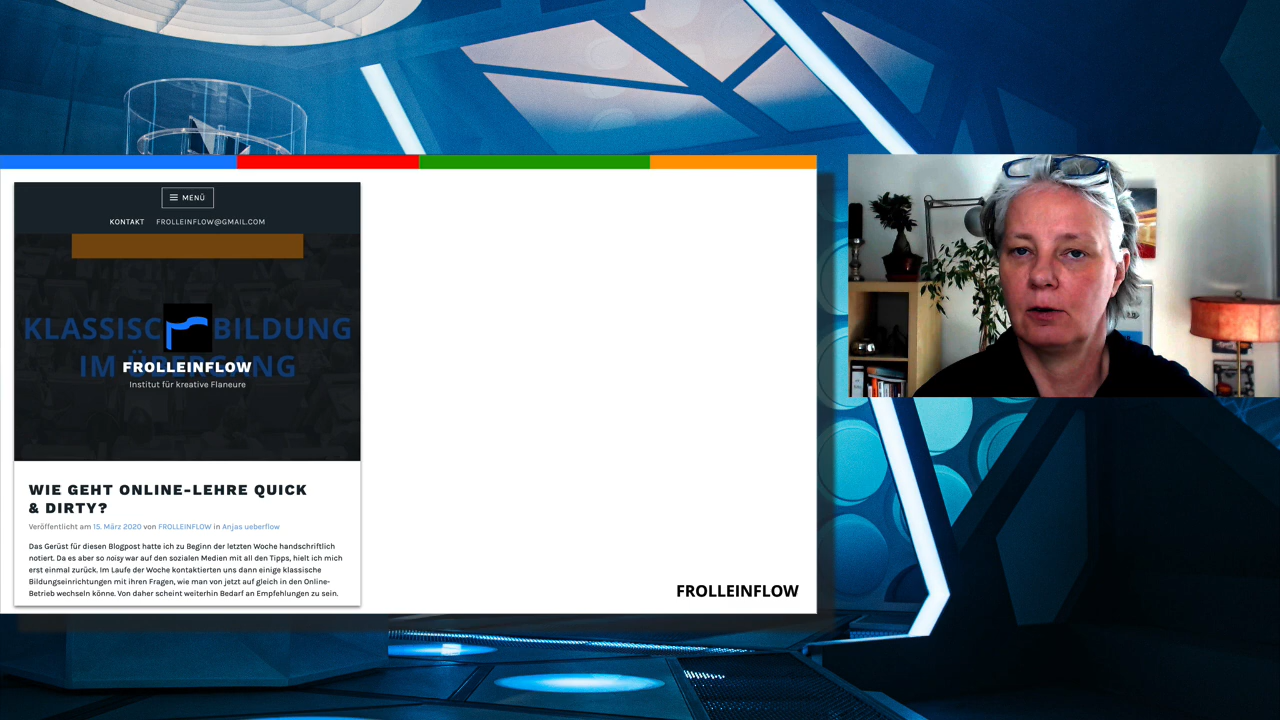 MENÜ
KONTAKT FROLLEINFLOW@GMAIL.COM
KLASSISC BILDUNG
IM ÜBERGANG
FROLLEINFLOW
Institut für kreative Flaneure
WIE GEHT ONLINE-LEHRE QUICK
& DIRTY?
Veröffentlicht am 15. März 2020 von FROLLEINFLOW in Anjas ueberflow
Das Gerüst für diesen Blogpost hatte ich zu Beginn der letzten Woche handschriftlich
notiert. Da es aber so noisy war auf den sozialen Medien mit all den Tipps, hielt ich mich
erst einmal zurück. Im Laufe der Woche kontaktierten uns dann einige klassische
Bildungseinrichtungen mit ihren Fragen, wie man von jetzt auf gleich in den Online-
Betrieb wechseln könne. Von daher scheint weiterhin Bedarf an Empfehlungen zu sein.
FROLLEINFLOW